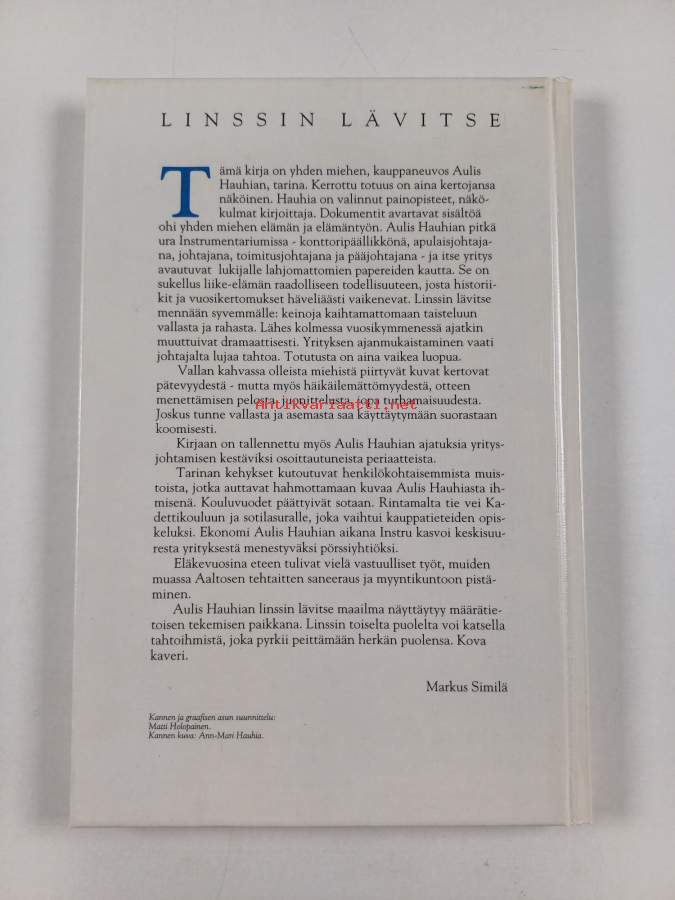 LINSSIN LÄVITSE
Tämä kirja on yhden miehen, kauppaneuvos Aulis
Hauhian, tarina. Kerrottu totuus on aina kertojansa
näköinen. Hauhia on valinnut painopisteet, näkö-
kulmat kirjoittaja. Dokumentit avartavat sisältöä
ohi yhden miehen elämän ja elämäntyön. Aulis Hauhian pitkä
ura Instrumentariumissa - konttoripäällikkönä, apulaisjohtaja-
na, johtajana, toimitusjohtajana ja pääjohtajana - ja itse yritys
avautuvat lukijalle lahjomattomien papereiden kautta. Se on
sukellus liike-elämän raadolliseen todellisuuteen, josta historii-
kit ja vuosikertomukset häveliäästi vaikenevat. Linssin lävitse
mennään syvemmälle: keinoja kaihtamattomaan taisteluun
vallasta ja rahasta. Lähes kolmessa vuosikymmenessä ajatkin
muuttuivat dramaattisesti. Yrityksen ajanmukaistaminen vaati
johtajalta lujaa tahtoa. Totutusta on aina vaikea luopua.
Vallan kahvassa olleista miehistä piirtyvät kuvat kertovat
pätevyydestä - mutta myös häikäilemättömyydestä, otteen
menettämisen pelosta, juonittelusta, jopa turhamaisuudesta.
Antikvariaatti.net
Joskus tunne vallasta ja asemasta saa käyttäytymään suorastaan
koomisesti.
Kirjaan on tallennettu myös Aulis Hauhian ajatuksia yritys-
johtamisen kestäviksi osoittautuneista periaatteista.
Tarinan kehykset kutoutuvat henkilökohtaisemmista muis-
toista, jotka auttavat hahmottamaan kuvaa Aulis Hauhiasta ih-
misenä. Kouluvuodet päättyivät sotaan. Rintamalta tie vei Ka-
dettikouluun ja sotilasuralle, joka vaihtui kauppatieteiden opis-
keluksi. Ekonomi Aulis Hauhian aikana Instru kasvoi keskisuu-
resta yrityksestä menestyväksi pörssiyhtiöksi.
Eläkevuosina eteen tulivat vielä vastuulliset työt, muiden
muassa Aaltosen tehtaitten saneeraus ja myyntikuntoon pistä-
minen.
Aulis Hauhian linssin lävitse maailma näyttäytyy määrätie-
toisen tekemisen paikkana. Linssin toiselta puolelta voi katsella
tahtoihmistä, joka pyrkii peittämään herkän puolensa. Kova
kaveri.
Markus Similä
Kannen ja graafisen asun suunnittelu:
Matti Holopainen.
Kannen kuva: Ann-Mari Hauhia.